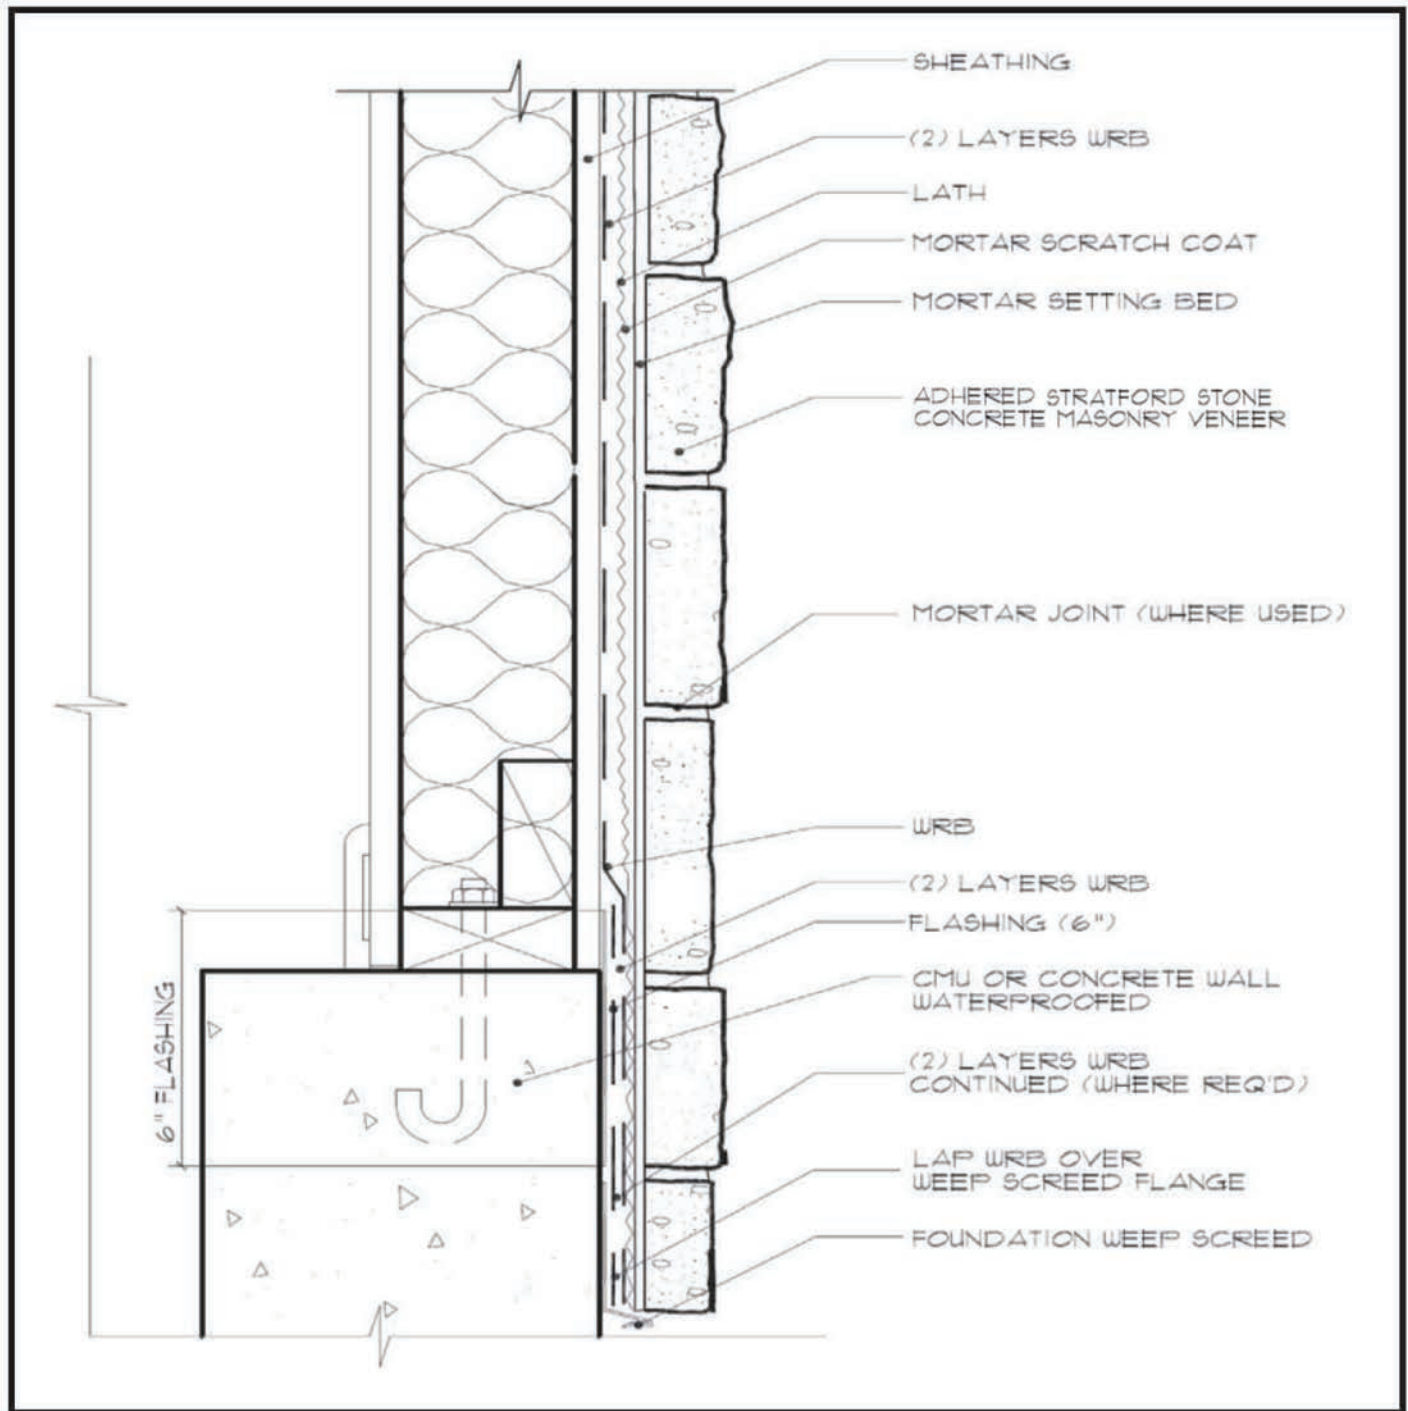 SHEATHING
(2) LAYERS WRB
LATH
MORTAR SCRATCH COAT
MORTAR SETTING BED
ADHERED STRATFORD STONE
CONCRETE MASONRY VENEER
MORTAR JOINT (WHERE USED)
WRB
(2) LAYERS WRB
FLASHING (6")
CMU OR CONCRETE WALL
WATERPROOFED
(2) LAYERS WRB
CONTINUED (WHERE REQ'D)
LAP WRB OVER
WEEP SCREED FLANGE
FOUNDATION WEEP SCREED
6" FLASHING